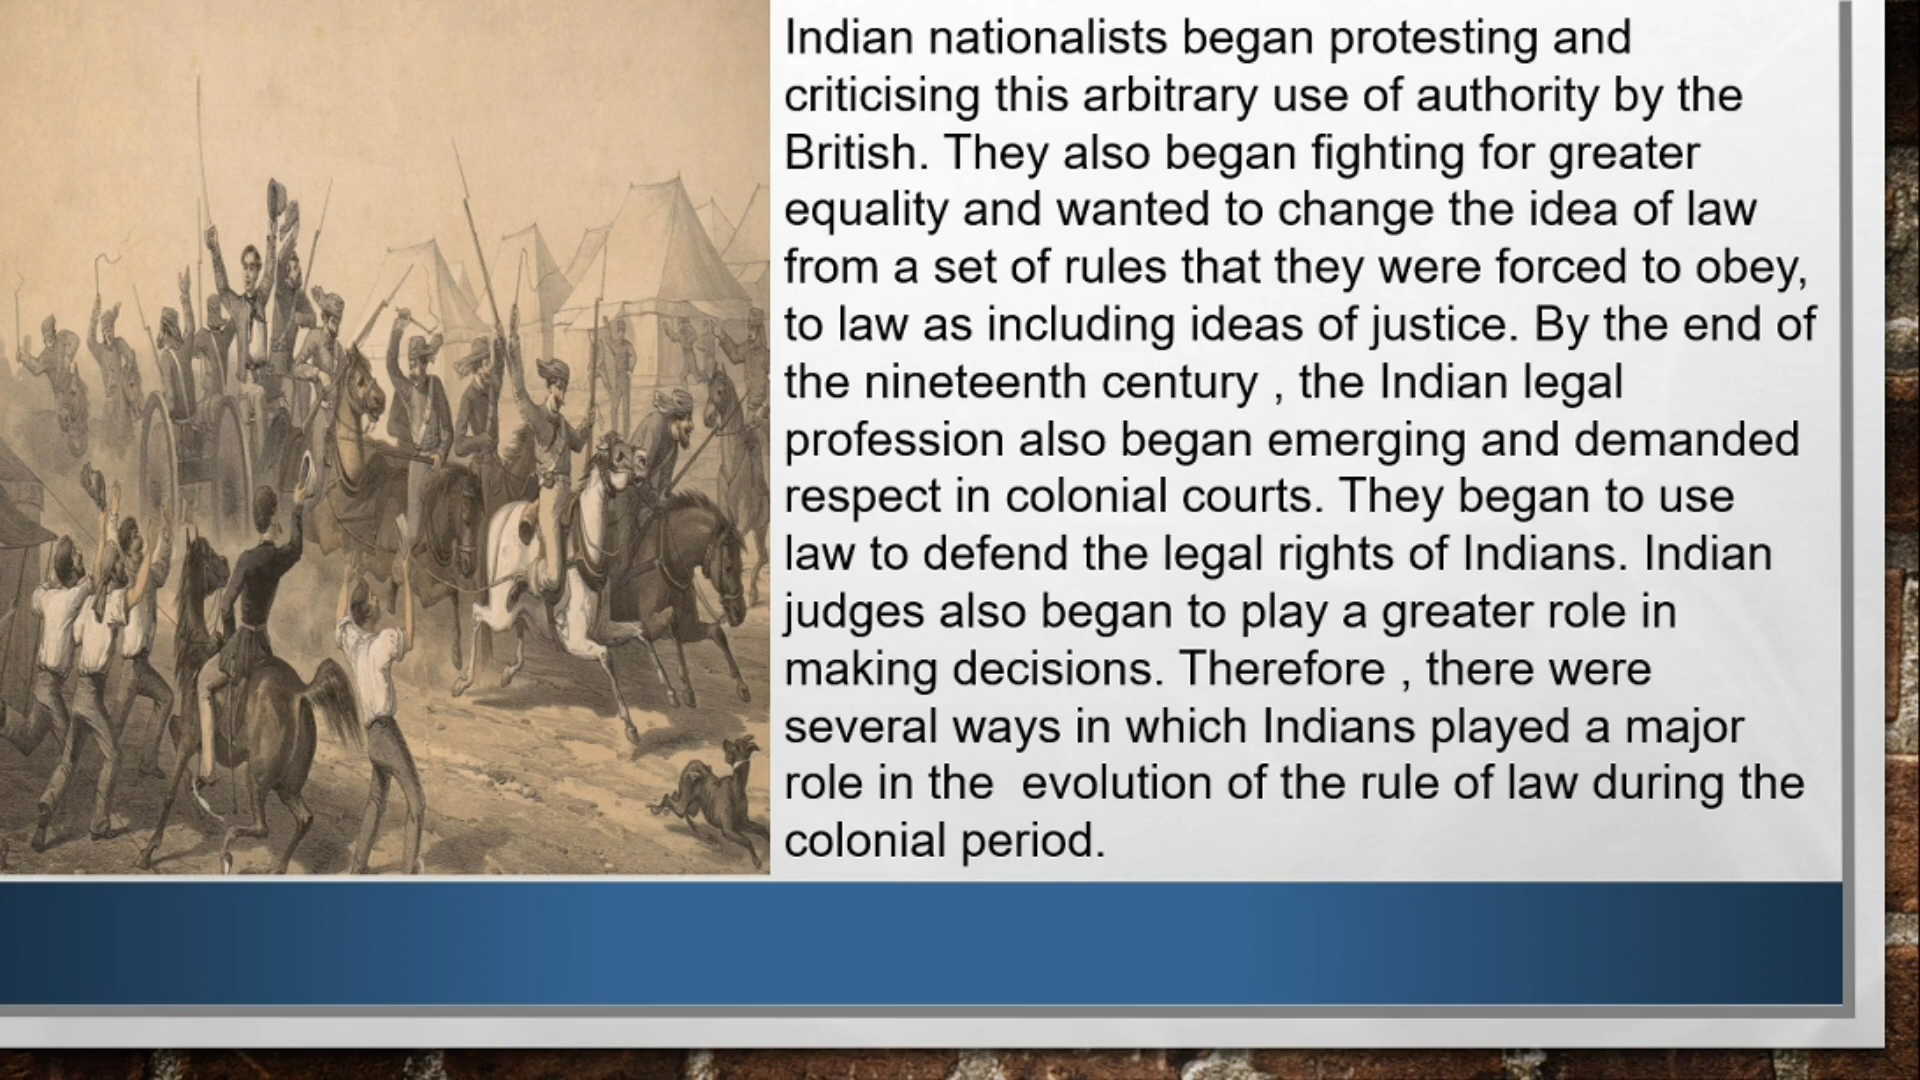 Indian nationalists began protesting and
criticising this arbitrary use of authority by the
British. They also began fighting for greater
equality and wanted to change the idea of law
from a set of rules that they were forced to obey,
to law as including ideas of justice. By the end of
the nineteenth century , the Indian legal
profession also began emerging and demanded
respect in colonial courts. They began to use
law to defend the legal rights of Indians. Indian
judges also began to play a greater role in
making decisions. Therefore , there were
several ways in which Indians played a major
role in the  evolution of the rule of law during the
colonial period.